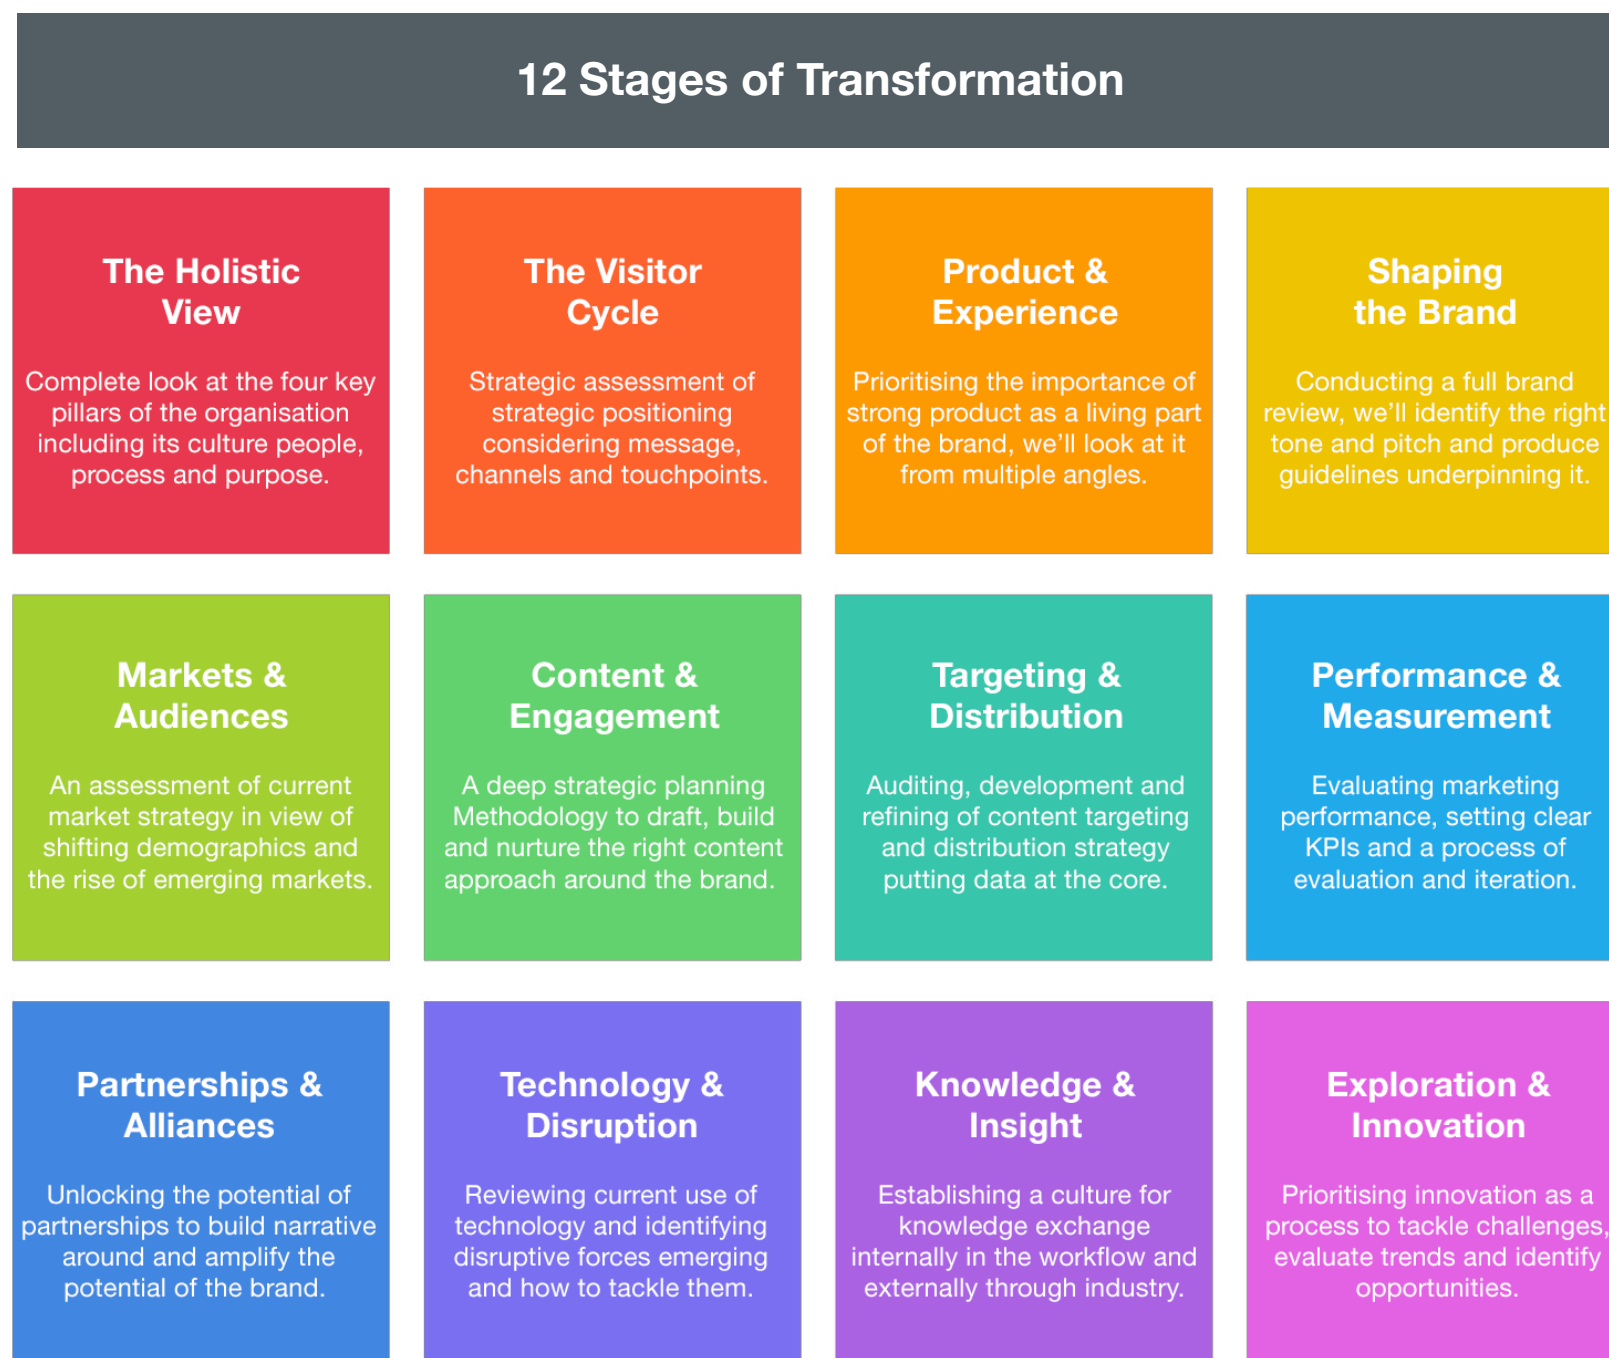 12 Stages of Transformation
The Holistic
View
Complete look at the four key
pillars of the organisation
including its culture people,
process and purpose.
The Visitor
Cycle
Strategic assessment of
strategic positioning
considering message,
channels and touchpoints.
Product &
Experience
Prioritising the importance of
strong product as a living part
of the brand, we’ll look at it
from multiple angles.
Shaping
the Brand
Conducting a full brand
review, we’ll identify the right
tone and pitch and produce
guidelines underpinning it.
Markets &
Audiences
An assessment of current
market strategy in view of
shifting demographics and
the rise of emerging markets.
Content &
Engagement
A deep strategic planning
Methodology to draft, build
and nurture the right content
approach around the brand.
Targeting &
Distribution
Auditing, development and
refining of content targeting
and distribution strategy
putting data at the core.
Performance &
Measurement
Evaluating marketing
performance, setting clear
KPIs and a process of
evaluation and iteration.
Partnerships &
Alliances
Unlocking the potential of
partnerships to build narrative
around and amplify the
potential of the brand.
Technology &
Disruption
Reviewing current use of
technology and identifying
disruptive forces emerging
and how to tackle them.
Knowledge &
Insight
Establishing a culture for
knowledge exchange
internally in the workflow and
externally through industry.
Exploration &
Innovation
Prioritising innovation as a
process to tackle challenges,
evaluate trends and identify
opportunities.